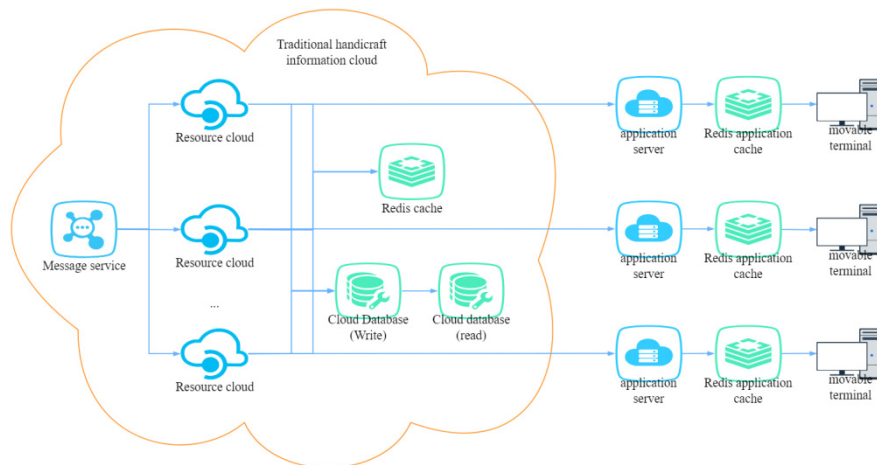 Traditional handicraft
information cloud
Resource cloud
application
server
Redis application
cache
movable
terminal
Redis cache
Message service
Resource cloud
application
server
Redis application
cache
movable
terminal
...
Cloud Database
(Write)
Cloud database
(read)
Resource cloud
application
server
Redis application
cache
movable
terminal